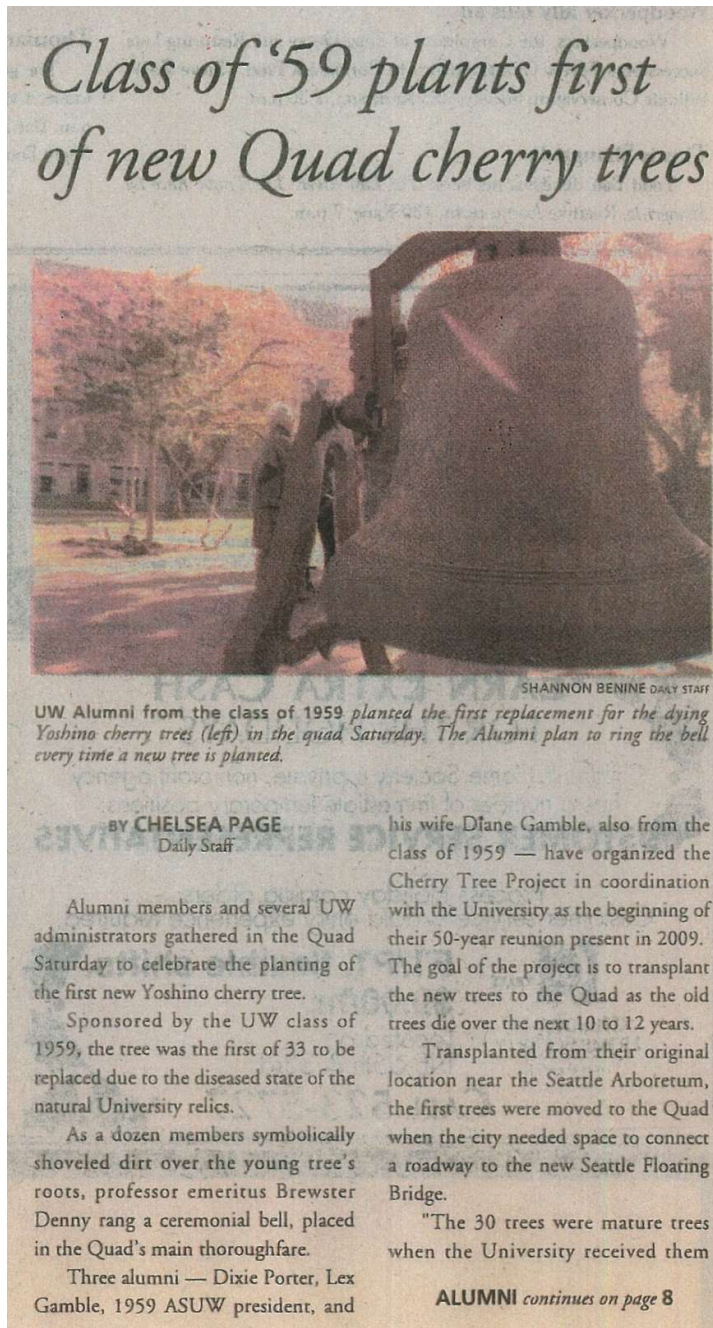 Class of ‘59 plants first
of new Quad cherry trees
SHANNON BENINE DAILY STAFF
UW Alumni from the class of 1959 planted the first replacement for the dying
Yoshino cherry trees (left) in the quad Saturday. The Alumni plan to ring the bell
every time a new tree is planted.
BY CHELSEA PAGE
Daily Staff
Alumni members and several UW
administrators gathered in the Quad
Saturday to celebrate the planting of
the first new Yoshino cherry tree.
Sponsored by the UW class of
1959, the tree was the first of 33 to be
replaced due to the diseased state of the
natural University relics.
As a dozen members symbolically
shoveled dirt over the young tree's
roots, professor emeritus Brewster
Denny rang a ceremonial bell, placed
in the Quad's main thoroughfare.
Three alumni — Dixie Porter, Lex
Gamble, 1959 ASUW president, and
his wife Diane Gamble, also from the
class of 1959 — have organized the
Cherry Tree Project in coordination
with the University as the beginning of
their 50-year reunion present in 2009.
The goal of the project is to transplant
the new trees to the Quad as the old
trees die over the next 10 to 12 years.
Transplanted from their original
location near the Seattle Arboretum,
the first trees were moved to the Quad
when the city needed space to connect
a roadway to the new Seattle Floating
Bridge.
"The 30 trees were mature trees
when the University received them
ALUMNI continues on page 8